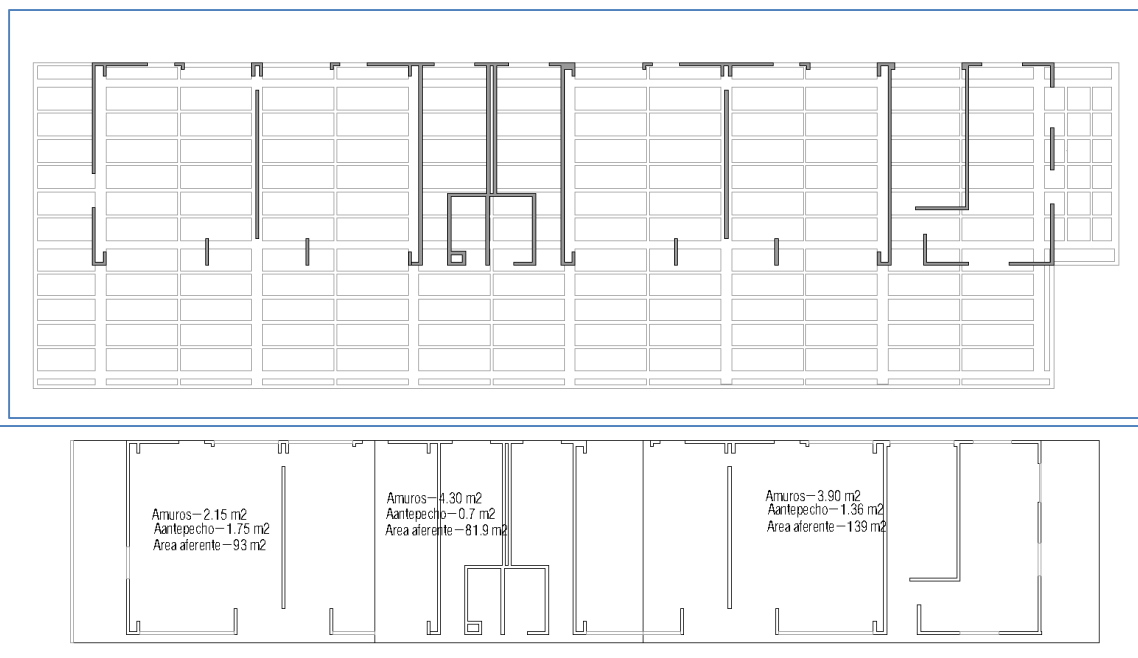 Amuros–2.15 m2
Aantepecho–1.75 m2
Area aferente–93 m2
Amuros–4.30 m2
Aantepecho–0.7 m2
Area aferente–81.9 m2
Amuros–3.90 m2
Aantepecho–1.36 m2
Area aferente–139 m2